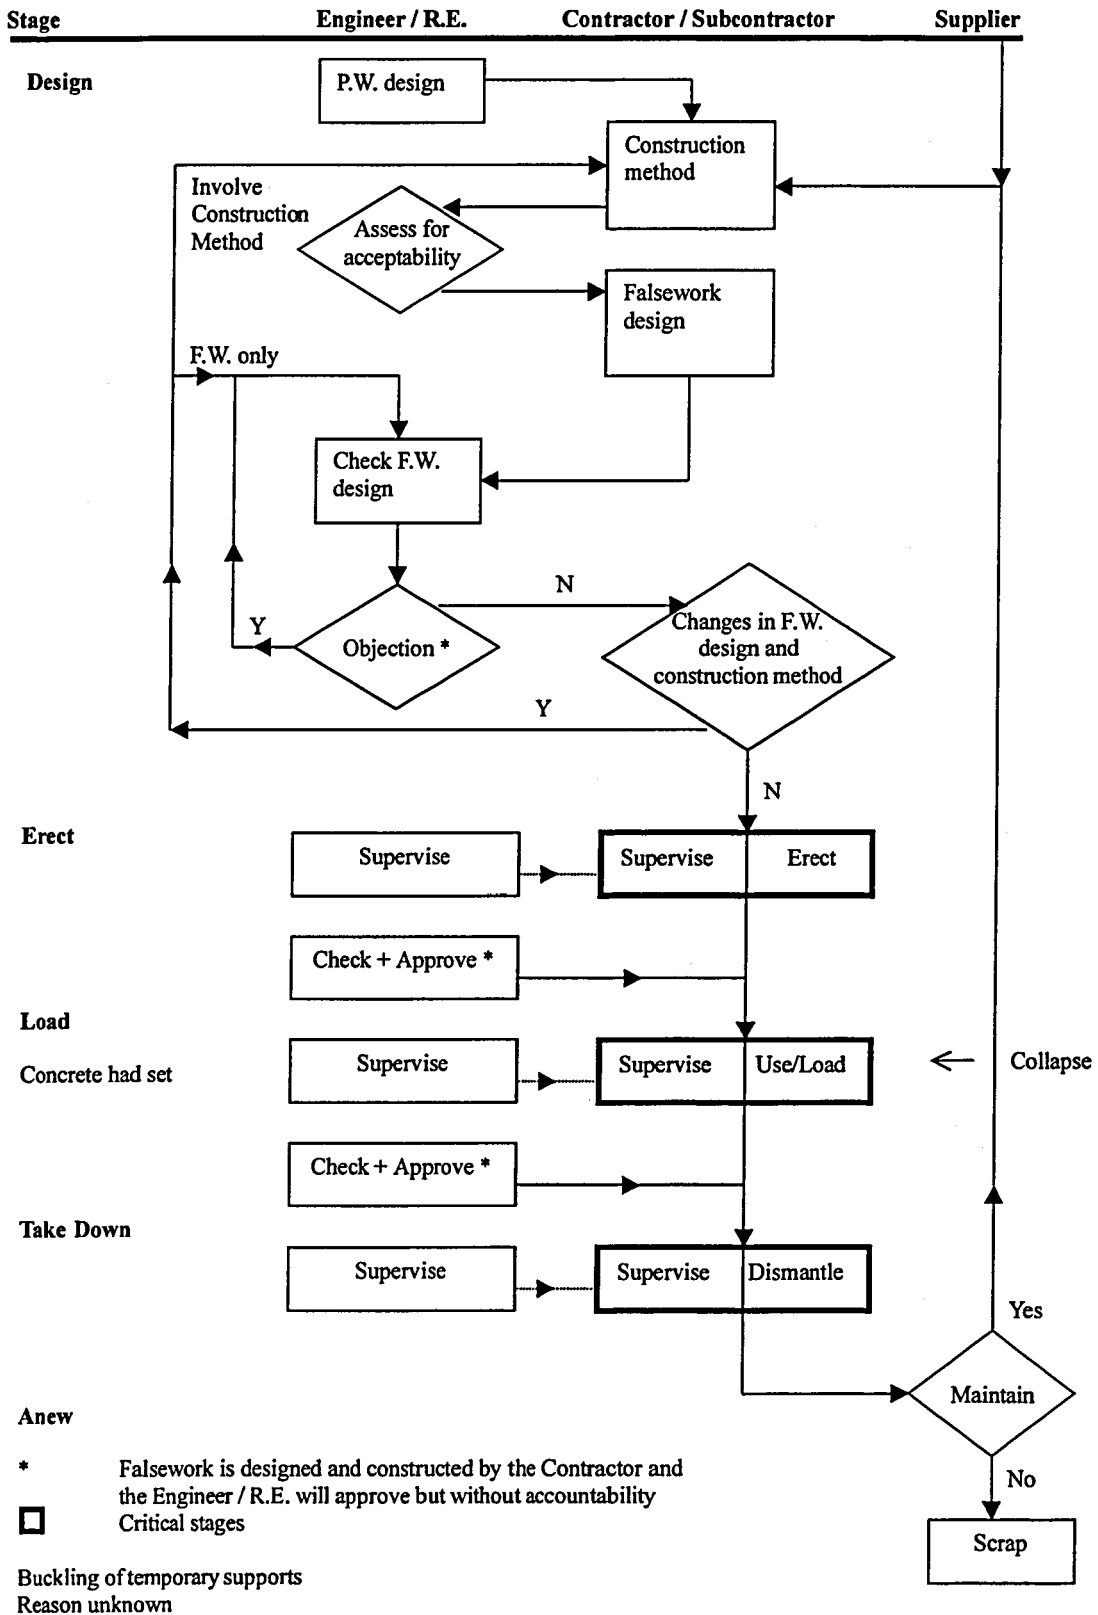 Stage Engineer / R.E. Contractor / Subcontractor Supplier
Design
P.W. design
Construction
method
Involve
Construction
Method
Assess for
acceptability
Falsework
design
F.W. only
Check F.W.
design
N
Y
Objection *
Changes in F.W.
design and
construction method
Y
N
Erect
Supervise
Supervise Erect
Check + Approve *
Load
Concrete had set
Supervise
Supervise Use/Load
Collapse
Check + Approve *
Take Down
Supervise
Supervise Dismantle
Yes
Maintain
Anew
No
Scrap
* Falsework is designed and constructed by the Contractor and
the Engineer / R.E. will approve but without accountability
Critical stages
Buckling of temporary supports
Reason unknown